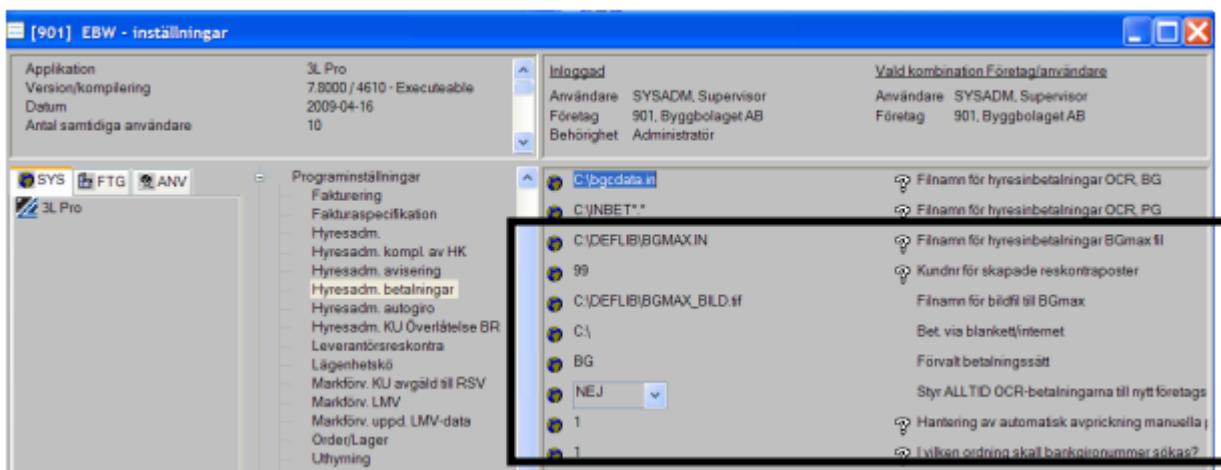 [901] EBW - inställningar
Applikation 3L Pro
Version/kompilering 7.8000 / 4610 - Executeable
Datum 2009-04-16
Antal samtidiga användare 10
Inloggad
Användare SYSADM, Supervisor
Företag 901, Byggbolaget AB
Behörighet Administratör
Vald kombination Företag/användare
Användare SYSADM, Supervisor
Företag 901, Byggbolaget AB
SYS FTG ANV
3L Pro
Programinställningar
Fakturering
Fakturaspecifikation
Hyresadm.
Hyresadm. kompl. av HK
Hyresadm. avisering
Hyresadm. betalningar
Hyresadm. autogiro
Hyresadm. KU Överlåtelse BR
Leverantörsreskontra
Lägenhetskö
Markförv. KU avgäld till RSV
Markförv. LMV
Markförv. uppd. LMV-data
Order/Lager
Uthyrning
C:\bgcdata.in Filnamn för hyresinbetalningar OCR, BG
C:\INBET*.* Filnamn för hyresinbetalningar OCR, PG
C:\DEFLIB\BGMAX.IN Filnamn för hyresinbetalningar BGmax fil
99 Kundnr för skapade reskontraposter
C:\DEFLIB\BGMAX_BILD.tif Filnamn för bildfil till BGmax
C:\ Bet. via blankett/internet
BG Förvalt betalningssätt
NEJ Styr ALLTID OCR-betalningarna till nytt företags
1 Hantering av automatisk avprickning manuella
1 I vilken ordning skall bankgironummer sökas?